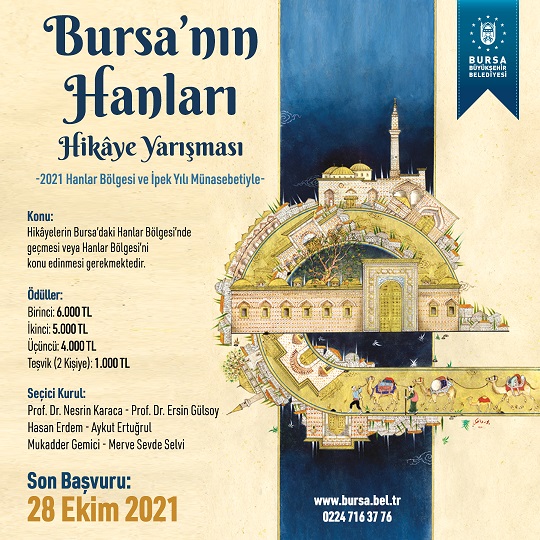 Bursa'nın
Hanları
Hikâye Yarışması
-2021 Hanlar Bölgesi ve İpek Yılı Münasebetiyle-
BURSA
BÜYÜKŞEHİR
BELEDİYESİ
Konu:
Hikâyelerin Bursa'daki Hanlar Bölgesi'nde
geçmesi veya Hanlar Bölgesi'ni
konu edinmesi gerekmektedir.
Ödüller:
Birinci: 6.000 TL
İkinci: 5.000 TL
Üçüncü: 4.000 TL
Teşvik (2 Kişiye): 1.000 TL
Seçici Kurul:
Prof. Dr. Nesrin Karaca - Prof. Dr. Ersin Gülsoy
Hasan Erdem - Aykut Ertuğrul
Mukadder Gemici - Merve Sevde Selvi
Son Başvuru:
28 Ekim 2021
www.bursa.bel.tr
0224 716 37 76